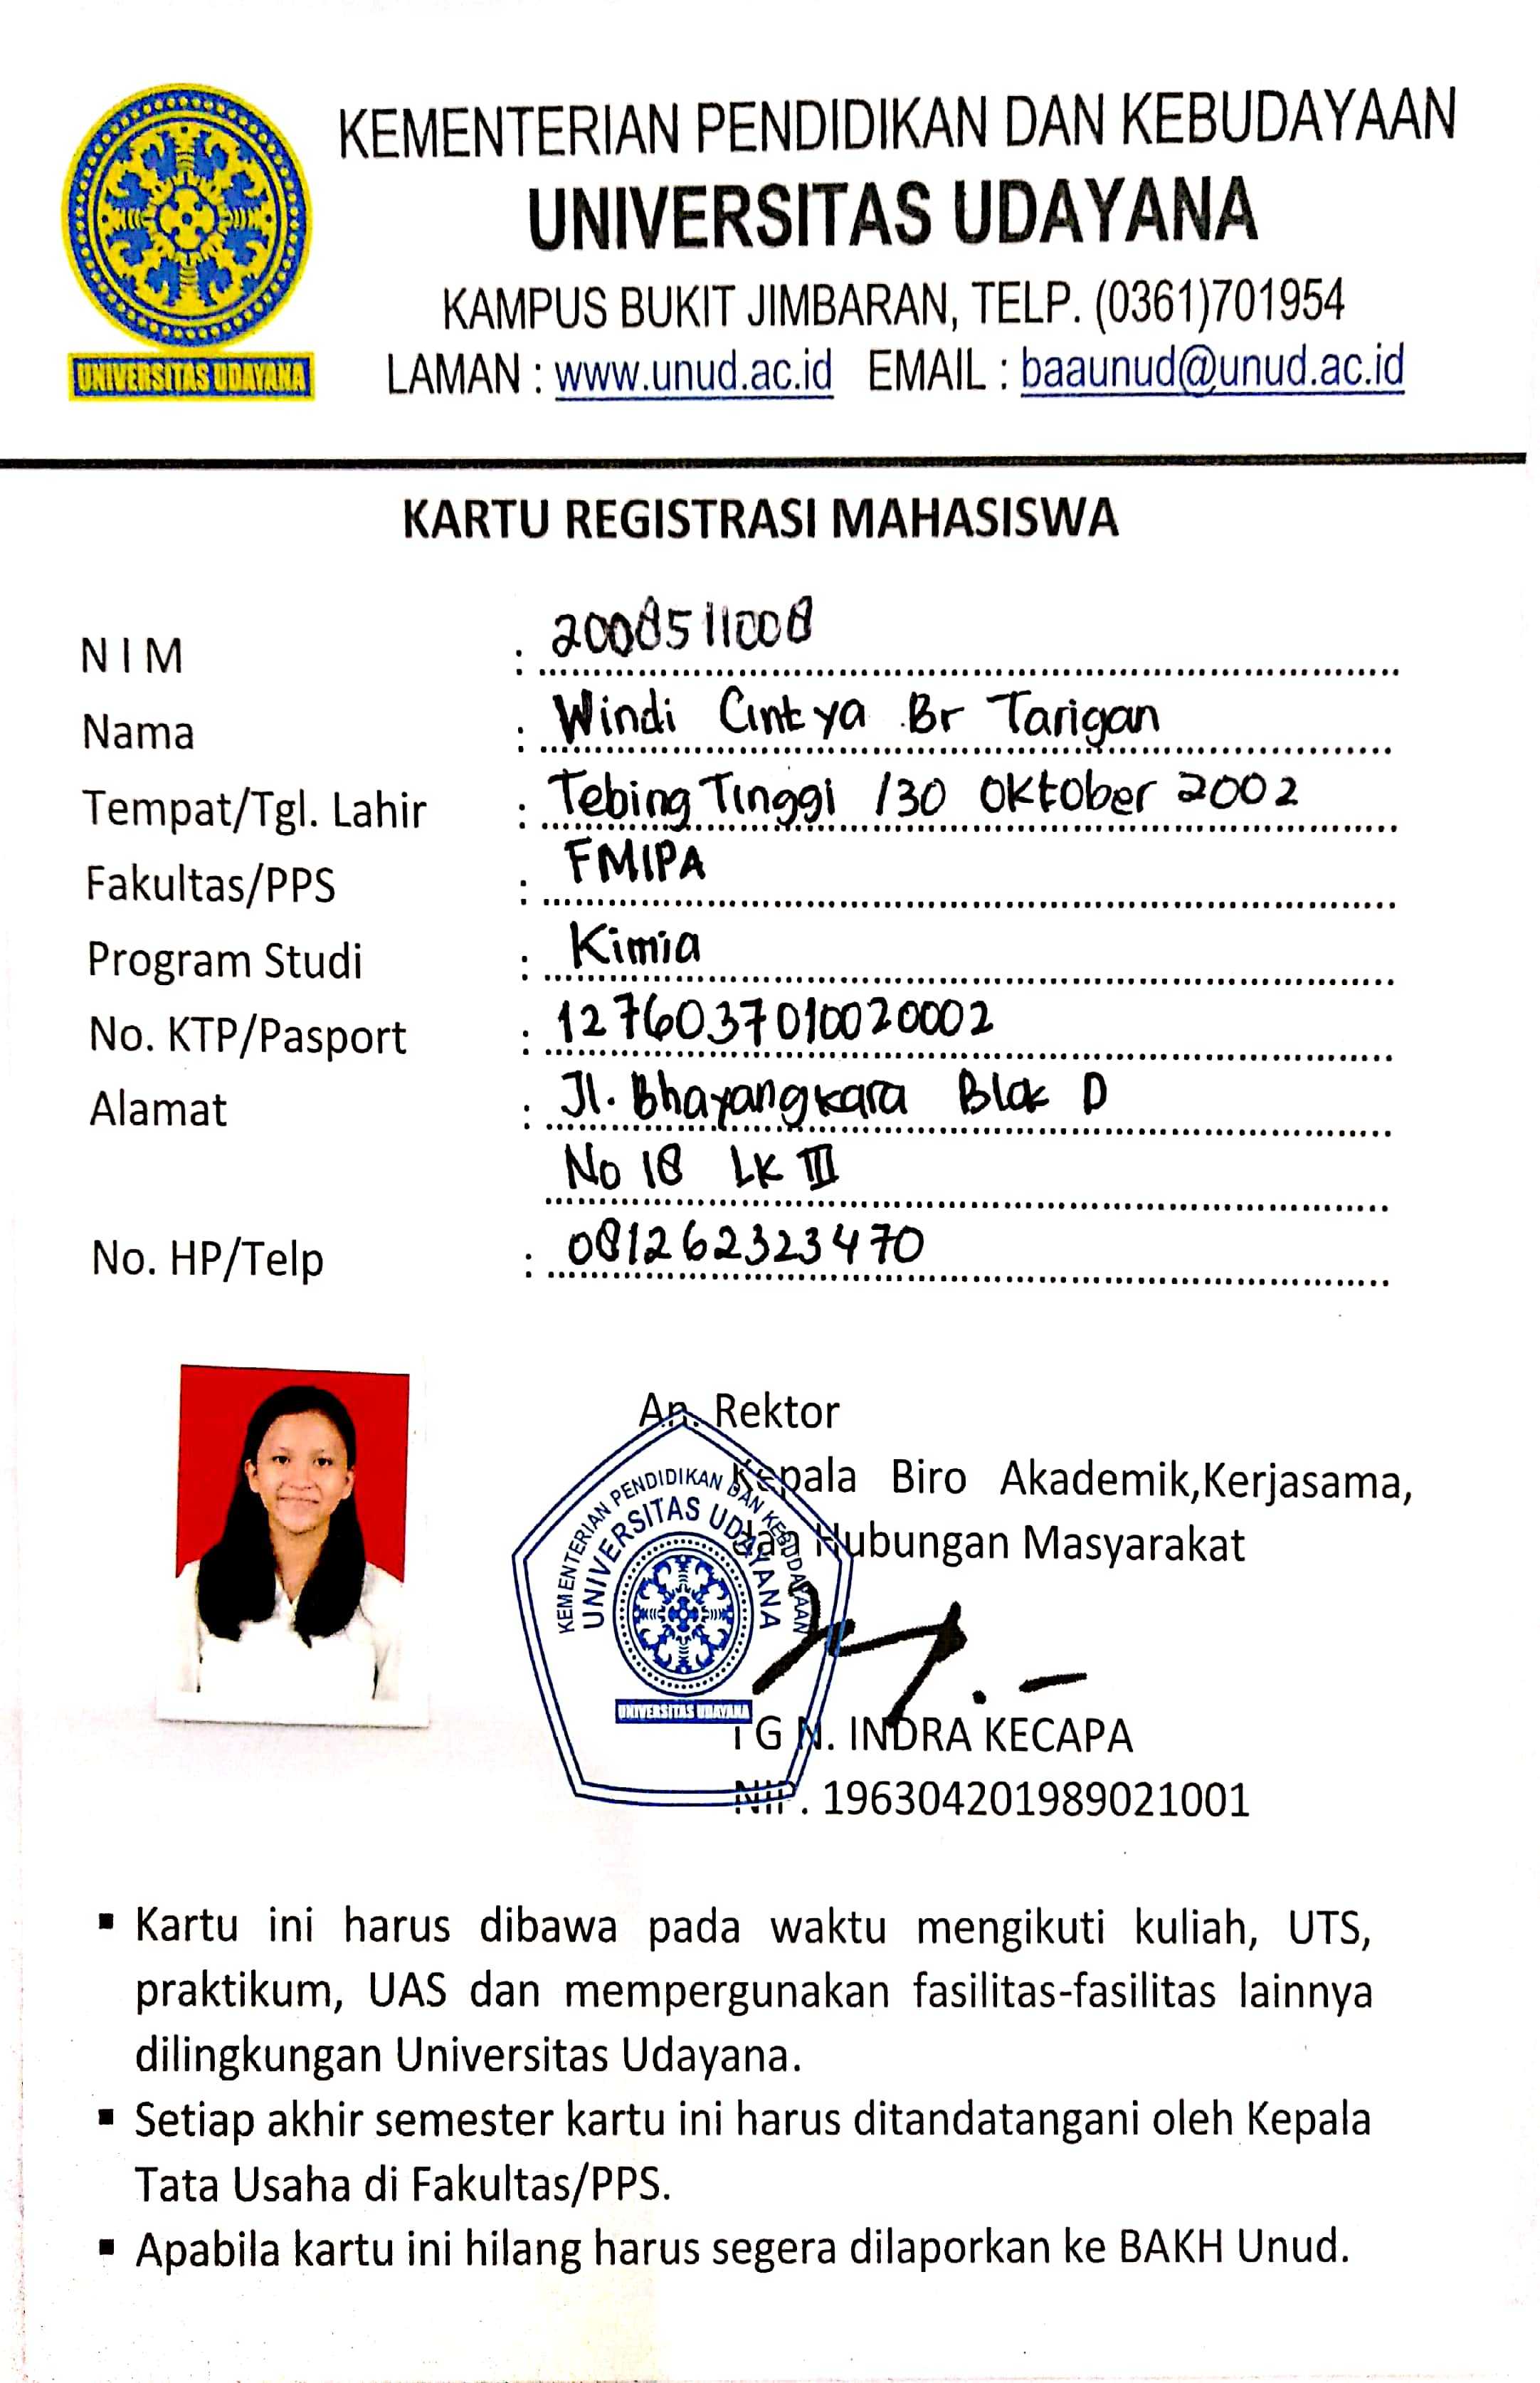 KEMENTERIAN PENDIDIKAN DAN KEBUDAYAAN
UNIVERSITAS UDAYANA
KAMPUS BUKIT JIMBARAN, TELP. (0361)701954
LAMAN : www.unud.ac.id EMAIL : baaunud@unud.ac.id
UNIVERSITAS UDAYANA
KARTU REGISTRASI MAHASISWA
N I M : 2008511008
Nama : Windi Cintya Br Tarigan
Tempat/Tgl. Lahir : Tebing Tinggi /30 Oktober 2002
Fakultas/PPS : FMIPA
Program Studi : Kimia
No. KTP/Pasport : 1276037010020002
Alamat : Jl. Bhayangkara Blok D
No 18 LK III
No. HP/Telp : 081262323470
An. Rektor
Kepala Biro Akademik,Kerjasama,
dan Hubungan Masyarakat
KEMENTERIAN PENDIDIKAN DAN KEBUDAYAAN
UNIVERSITAS UDAYANA
UNIVERSITAS UDAYANA
I G N. INDRA KECAPA
NIP. 196304201989021001
▪ Kartu ini harus dibawa pada waktu mengikuti kuliah, UTS,
praktikum, UAS dan mempergunakan fasilitas-fasilitas lainnya
dilingkungan Universitas Udayana.
▪ Setiap akhir semester kartu ini harus ditandatangani oleh Kepala
Tata Usaha di Fakultas/PPS.
▪ Apabila kartu ini hilang harus segera dilaporkan ke BAKH Unud.